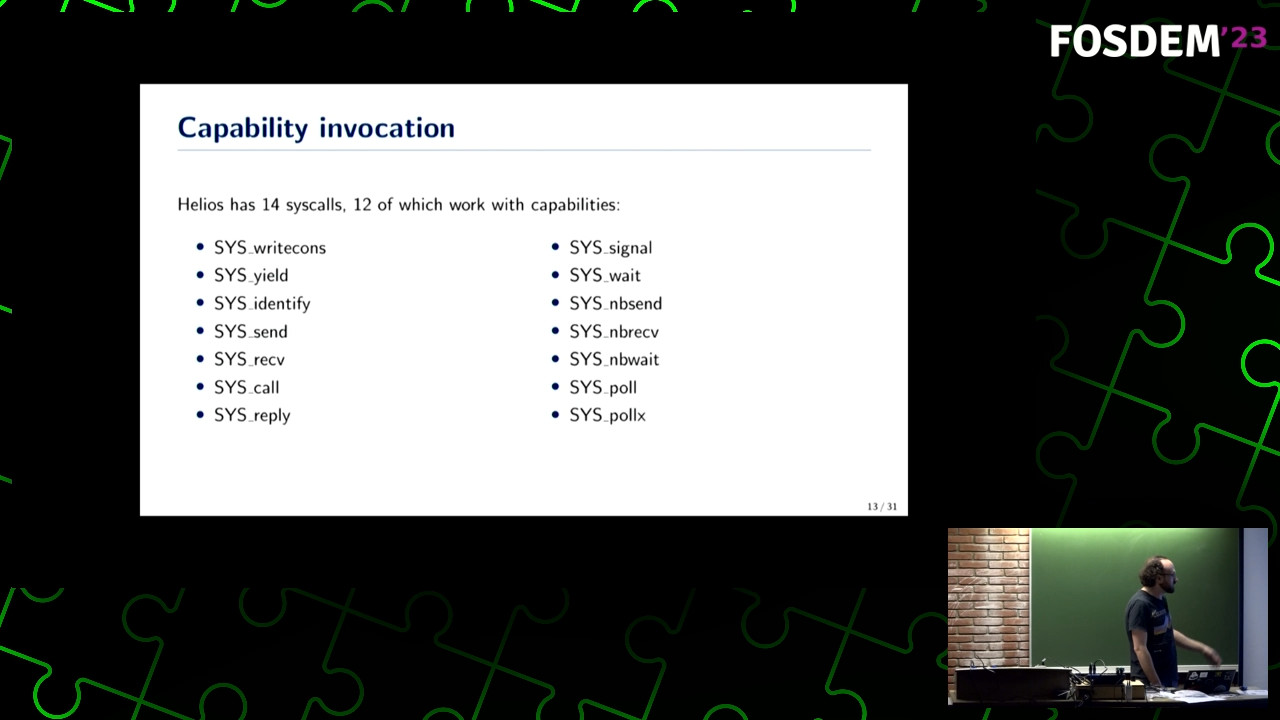 FOSDEM'23
Capability invocation
Helios has 14 syscalls, 12 of which work with capabilities:
• SYS_writecons
• SYS_yield
• SYS_identify
• SYS_send
• SYS_recv
• SYS_call
• SYS_reply
• SYS_signal
• SYS_wait
• SYS_nbsend
• SYS_nbrecv
• SYS_nbwait
• SYS_poll
• SYS_pollx
13 / 31